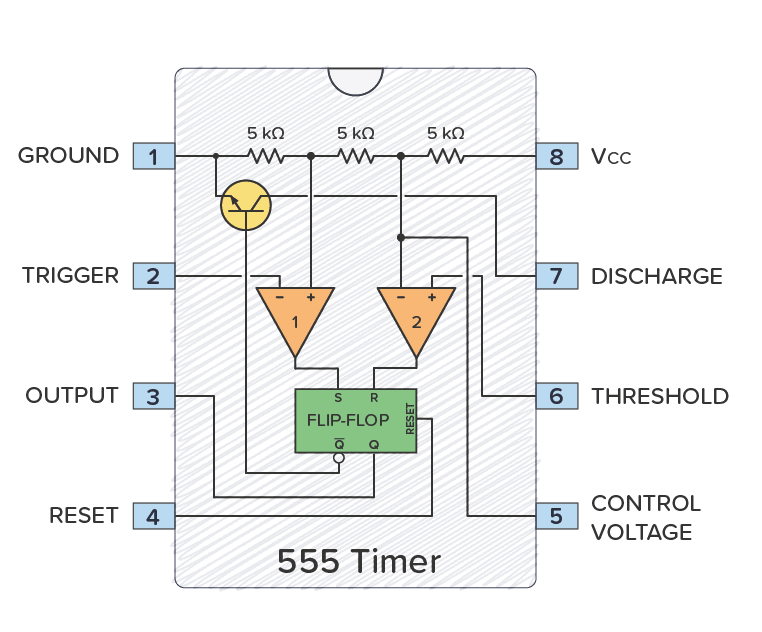 5 kΩ 5 kΩ 5 kΩ
GROUND 1 8 Vcc
TRIGGER 2 7 DISCHARGE
− + − +
1 2
OUTPUT 3 6 THRESHOLD
S R
FLIP-FLOP RESET
Q̅ Q
RESET 4 5 CONTROL
VOLTAGE
555 Timer